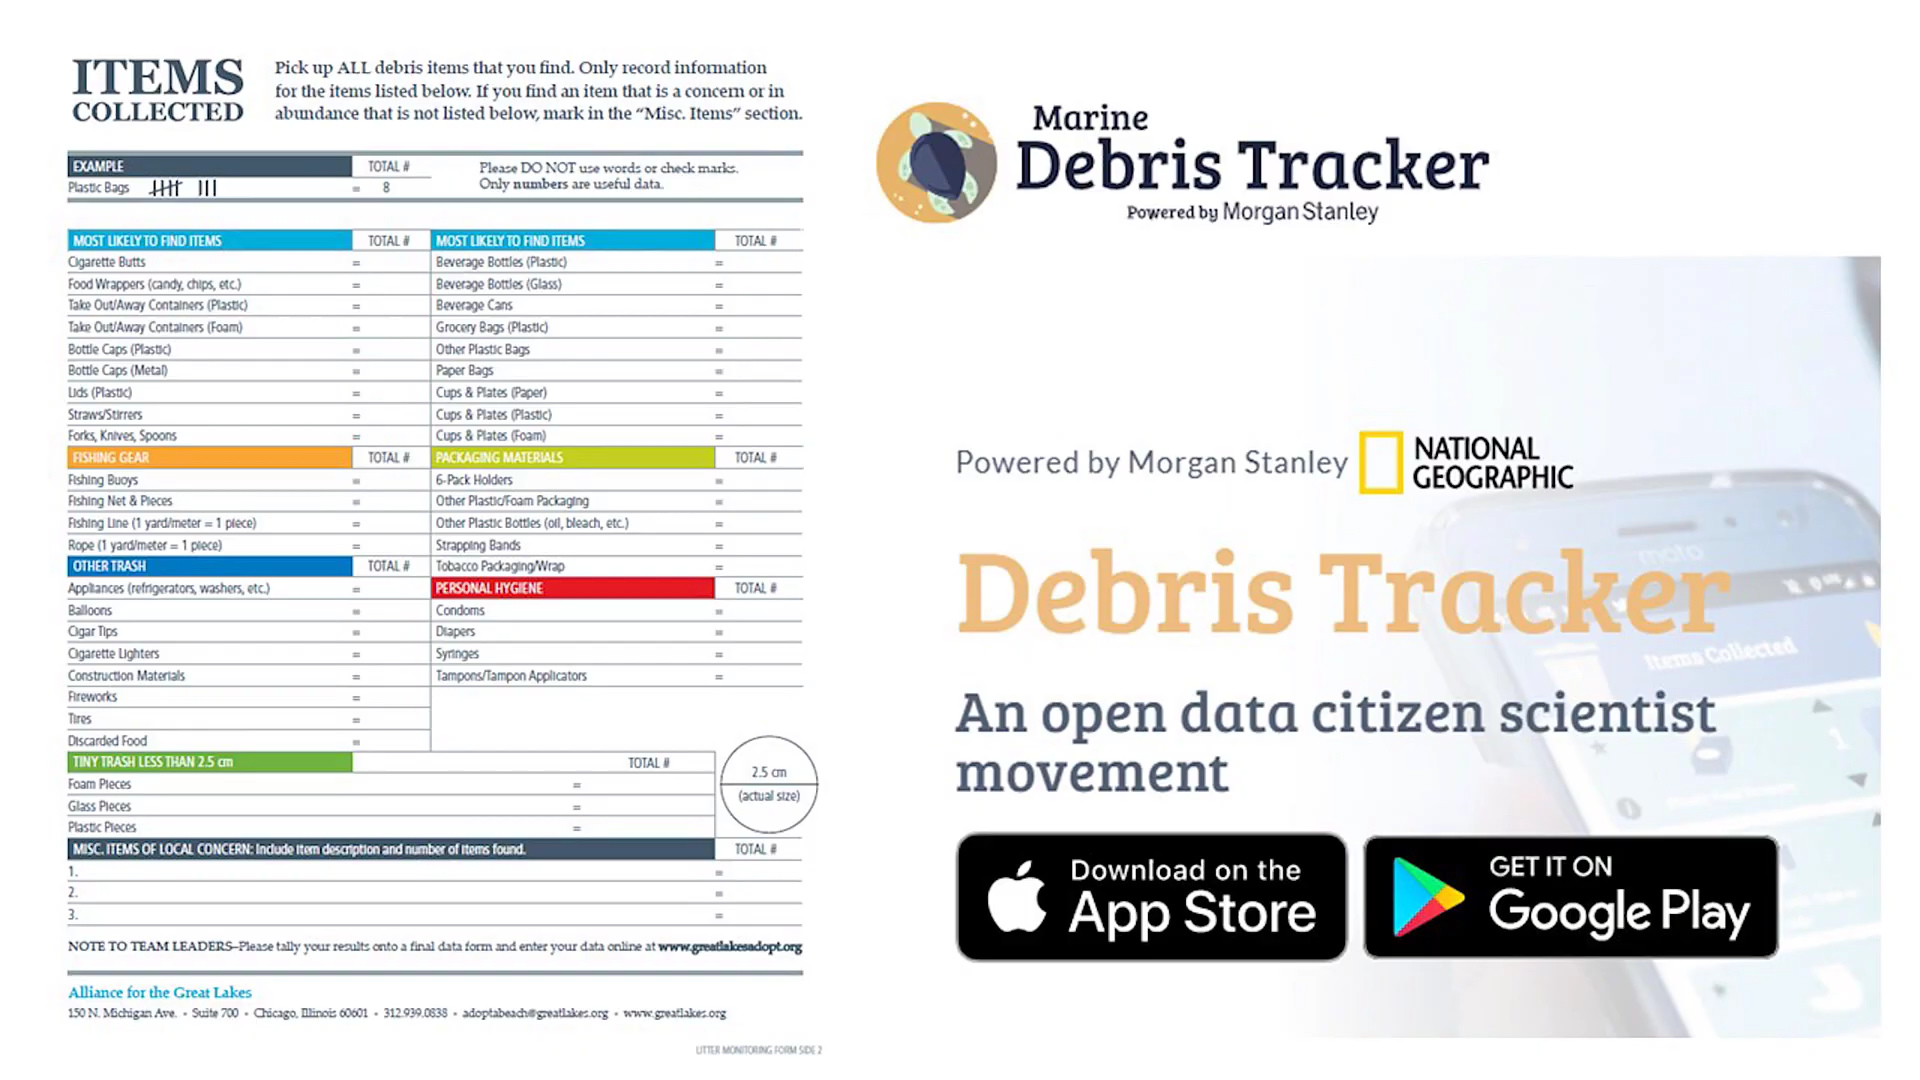 ITEMS
COLLECTED
Pick up ALL debris items that you find. Only record information
for the items listed below. If you find an item that is a concern or in
abundance that is not listed below, mark in the “Misc. Items” section.
EXAMPLE TOTAL #
Plastic Bags = 8
Please DO NOT use words or check marks.
Only numbers are useful data.
MOST LIKELY TO FIND ITEMS TOTAL #
Cigarette Butts =
Food Wrappers (candy, chips, etc.) =
Take Out/Away Containers (Plastic) =
Take Out/Away Containers (Foam) =
Bottle Caps (Plastic) =
Bottle Caps (Metal) =
Lids (Plastic) =
Straws/Stirrers =
Forks, Knives, Spoons =
FISHING GEAR TOTAL #
Fishing Buoys =
Fishing Net & Pieces =
Fishing Line (1 yard/meter = 1 piece) =
Rope (1 yard/meter = 1 piece) =
OTHER TRASH TOTAL #
Appliances (refrigerators, washers, etc.) =
Balloons =
Cigar Tips =
Cigarette Lighters =
Construction Materials =
Fireworks =
Tires =
Discarded Food =
MOST LIKELY TO FIND ITEMS TOTAL #
Beverage Bottles (Plastic) =
Beverage Bottles (Glass) =
Beverage Cans =
Grocery Bags (Plastic) =
Other Plastic Bags =
Paper Bags =
Cups & Plates (Paper) =
Cups & Plates (Plastic) =
Cups & Plates (Foam) =
PACKAGING MATERIALS TOTAL #
6-Pack Holders =
Other Plastic/Foam Packaging =
Other Plastic Bottles (oil, bleach, etc.) =
Strapping Bands =
Tobacco Packaging/Wrap =
PERSONAL HYGIENE TOTAL #
Condoms =
Diapers =
Syringes =
Tampons/Tampon Applicators =
TINY TRASH LESS THAN 2.5 cm TOTAL #
Foam Pieces =
Glass Pieces =
Plastic Pieces =
2.5 cm
(actual size)
MISC. ITEMS OF LOCAL CONCERN: Include item description and number of items found. TOTAL #
1. =
2. =
3. =
NOTE TO TEAM LEADERS–Please tally your results onto a final data form and enter your data online at www.greatlakesadopt.org
Alliance for the Great Lakes
150 N. Michigan Ave. • Suite 700 • Chicago, Illinois 60601 • 312.939.0838 • adoptabeach@greatlakes.org • www.greatlakes.org
LITTER MONITORING FORM SIDE 2
Marine
Debris Tracker
Powered by Morgan Stanley
Powered by Morgan Stanley
NATIONAL
GEOGRAPHIC
Debris Tracker
An open data citizen scientist
movement
moto
Items Collected
Download on the
App Store
GET IT ON
Google Play